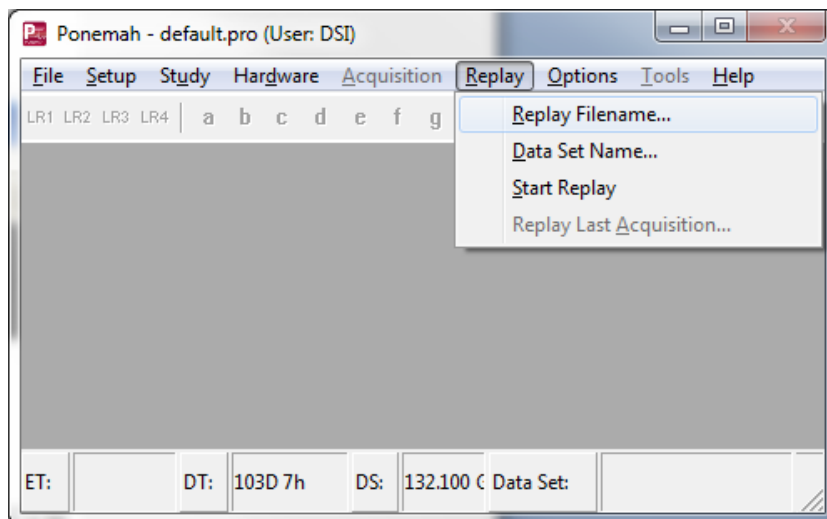 Ponemah - default.pro (User: DSI)
File Setup Study Hardware Acquisition Replay Options Tools Help
LR1 LR2 LR3 LR4 a b c d e f g
Replay Filename...
Data Set Name...
Start Replay
Replay Last Acquisition...
ET: DT: 103D 7h DS: 132.100 G Data Set: